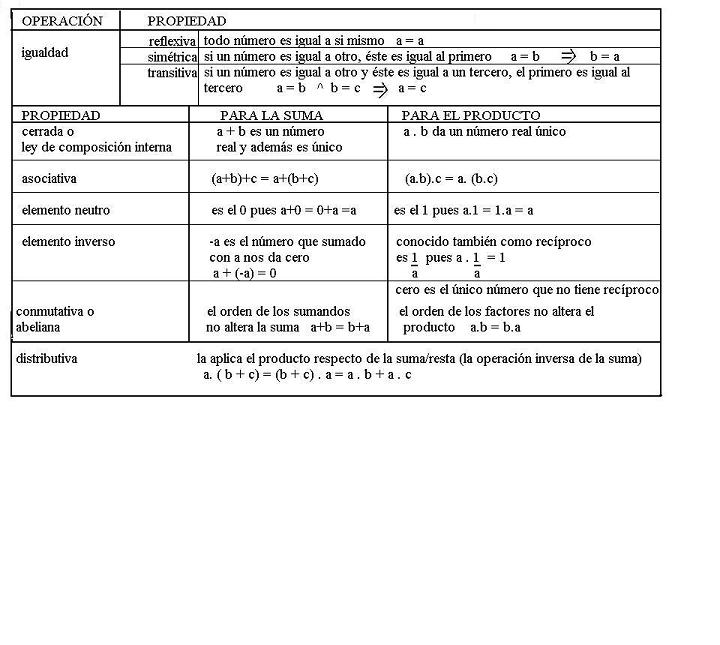 OPERACIÓN PROPIEDAD
igualdad
reflexiva todo número es igual a si mismo a = a
simétrica si un número es igual a otro, éste es igual al primero a = b ⇒ b = a
transitiva si un número es igual a otro y éste es igual a un tercero, el primero es igual al
tercero a = b ^ b = c ⇒ a = c
PROPIEDAD PARA LA SUMA PARA EL PRODUCTO
cerrada o a + b es un número a . b da un número real único
ley de composición interna real y además es único
asociativa (a+b)+c = a+(b+c) (a.b).c = a. (b.c)
elemento neutro es el 0 pues a+0 = 0+a =a es el 1 pues a.1 = 1.a = a
elemento inverso -a es el número que sumado conocido también como recíproco
con a nos da cero es 1/a pues a . 1/a = 1
a + (-a) = 0
cero es el único número que no tiene recíproco
conmutativa o el orden de los sumandos el orden de los factores no altera el
abeliana no altera la suma a+b = b+a producto a.b = b.a
distributiva la aplica el producto respecto de la suma/resta (la operación inversa de la suma)
a. ( b + c) = (b + c) . a = a . b + a . c